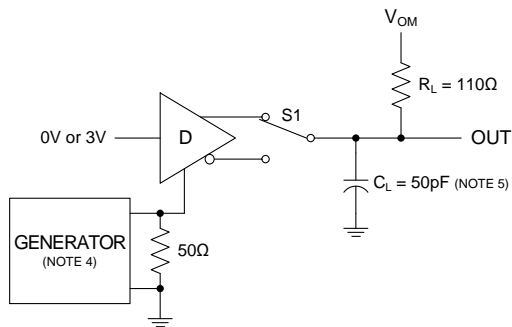 V_OM
R_L = 110Ω
S1
0V or 3V
D
OUT
C_L = 50pF (NOTE 5)
GENERATOR
(NOTE 4)
50Ω